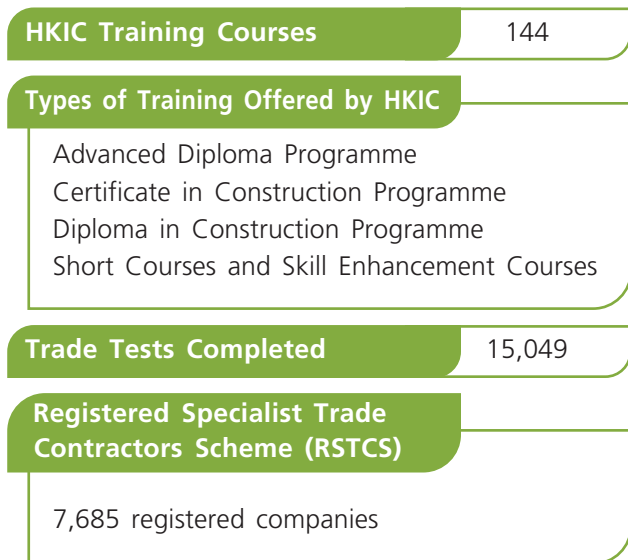 HKIC Training Courses 144
Types of Training Offered by HKIC
Advanced Diploma Programme
Certificate in Construction Programme
Diploma in Construction Programme
Short Courses and Skill Enhancement Courses
Trade Tests Completed 15,049
Registered Specialist Trade
Contractors Scheme (RSTCS)
7,685 registered companies